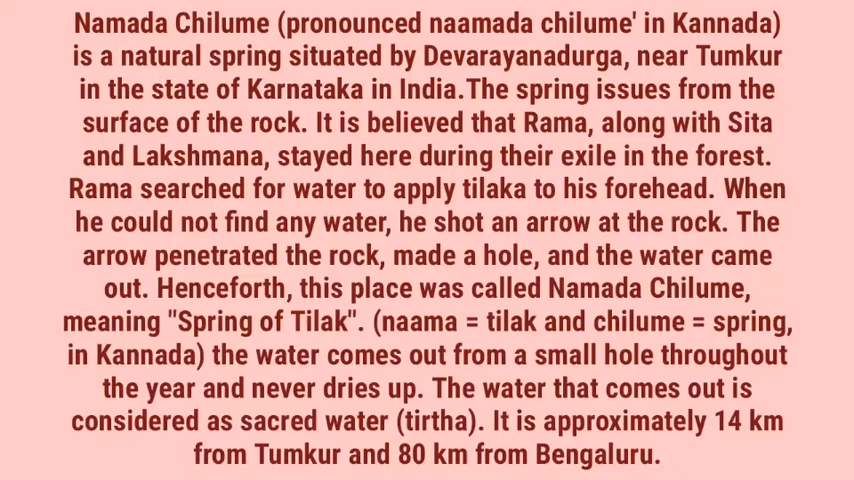 Namada Chilume (pronounced naamada chilume' in Kannada)
is a natural spring situated by Devarayanadurga, near Tumkur
in the state of Karnataka in India.The spring issues from the
surface of the rock. It is believed that Rama, along with Sita
and Lakshmana, stayed here during their exile in the forest.
Rama searched for water to apply tilaka to his forehead. When
he could not find any water, he shot an arrow at the rock. The
arrow penetrated the rock, made a hole, and the water came
out. Henceforth, this place was called Namada Chilume,
meaning "Spring of Tilak". (naama = tilak and chilume = spring,
in Kannada) the water comes out from a small hole throughout
the year and never dries up. The water that comes out is
considered as sacred water (tirtha). It is approximately 14 km
from Tumkur and 80 km from Bengaluru.